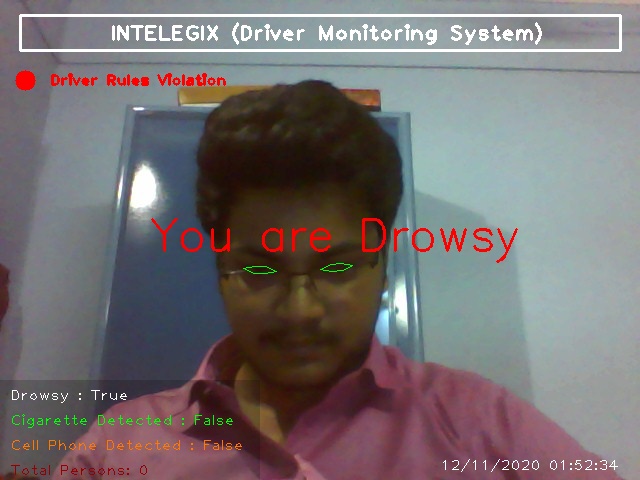 INTELEGIX (Driver Monitoring System)
Driver Rules Violation
You are Drowsy
Drowsy : True
Cigarette Detected : False
Cell Phone Detected : False
Total Persons: 0
12/11/2020 01:52:34